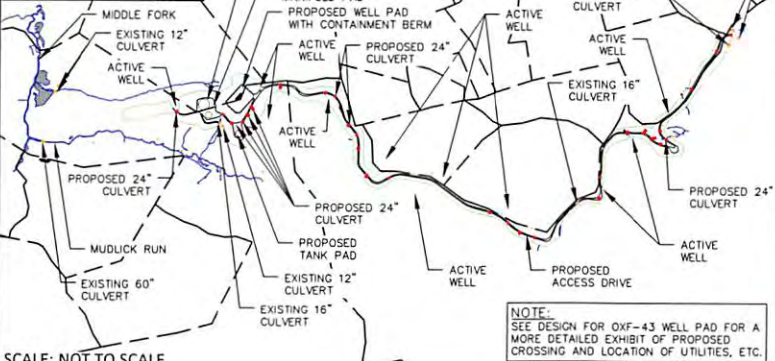 MIDDLE FORK
PROPOSED WELL PAD
WITH CONTAINMENT BERM
EXISTING 12"
CULVERT
ACTIVE
WELL
ACTIVE
WELL
PROPOSED 24"
CULVERT
ACTIVE
WELL
ACTIVE
WELL
CULVERT
ACTIVE
WELL
EXISTING 16"
CULVERT
ACTIVE
WELL
PROPOSED 24"
CULVERT
PROPOSED 24"
CULVERT
PROPOSED 24"
CULVERT
MUDLICK RUN
PROPOSED
TANK PAD
EXISTING 60"
CULVERT
EXISTING 12"
CULVERT
EXISTING 16"
CULVERT
ACTIVE
WELL
PROPOSED
ACCESS DRIVE
ACTIVE
WELL
NOTE:
SEE DESIGN FOR OXF-43 WELL PAD FOR A
MORE DETAILED EXHIBIT OF PROPOSED
CROSSING AND LOCATION OF UTILITIES, ETC.
SCALE: NOT TO SCALE